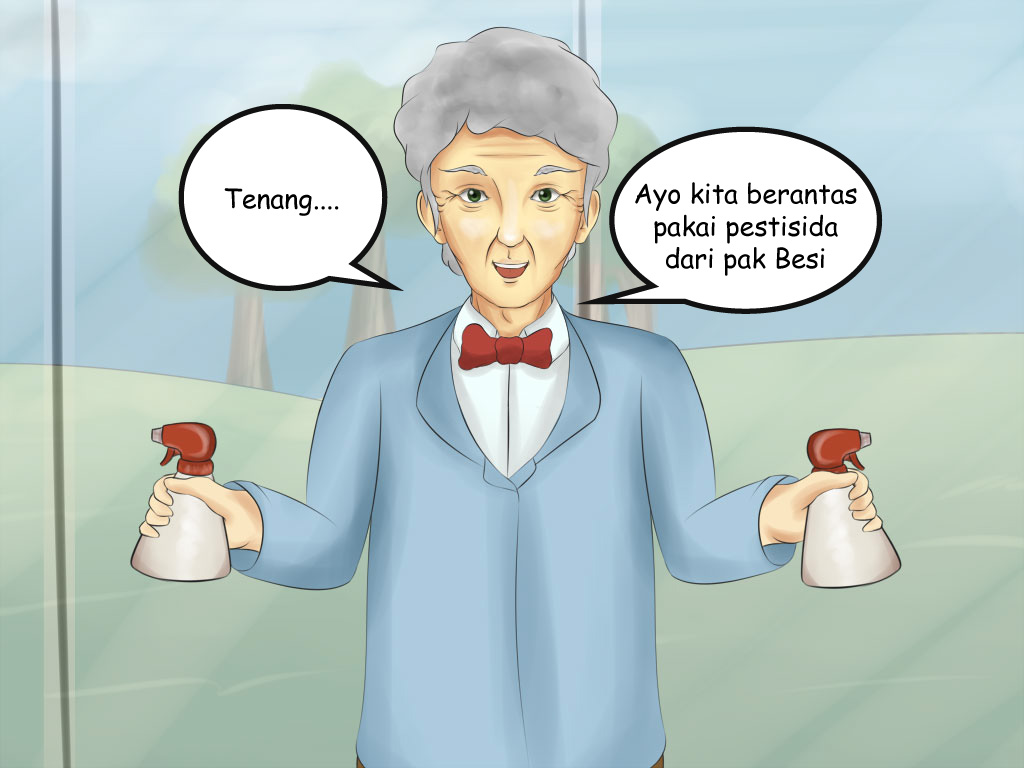 Tenang....
Ayo kita berantas
pakai pestisida
dari pak Besi